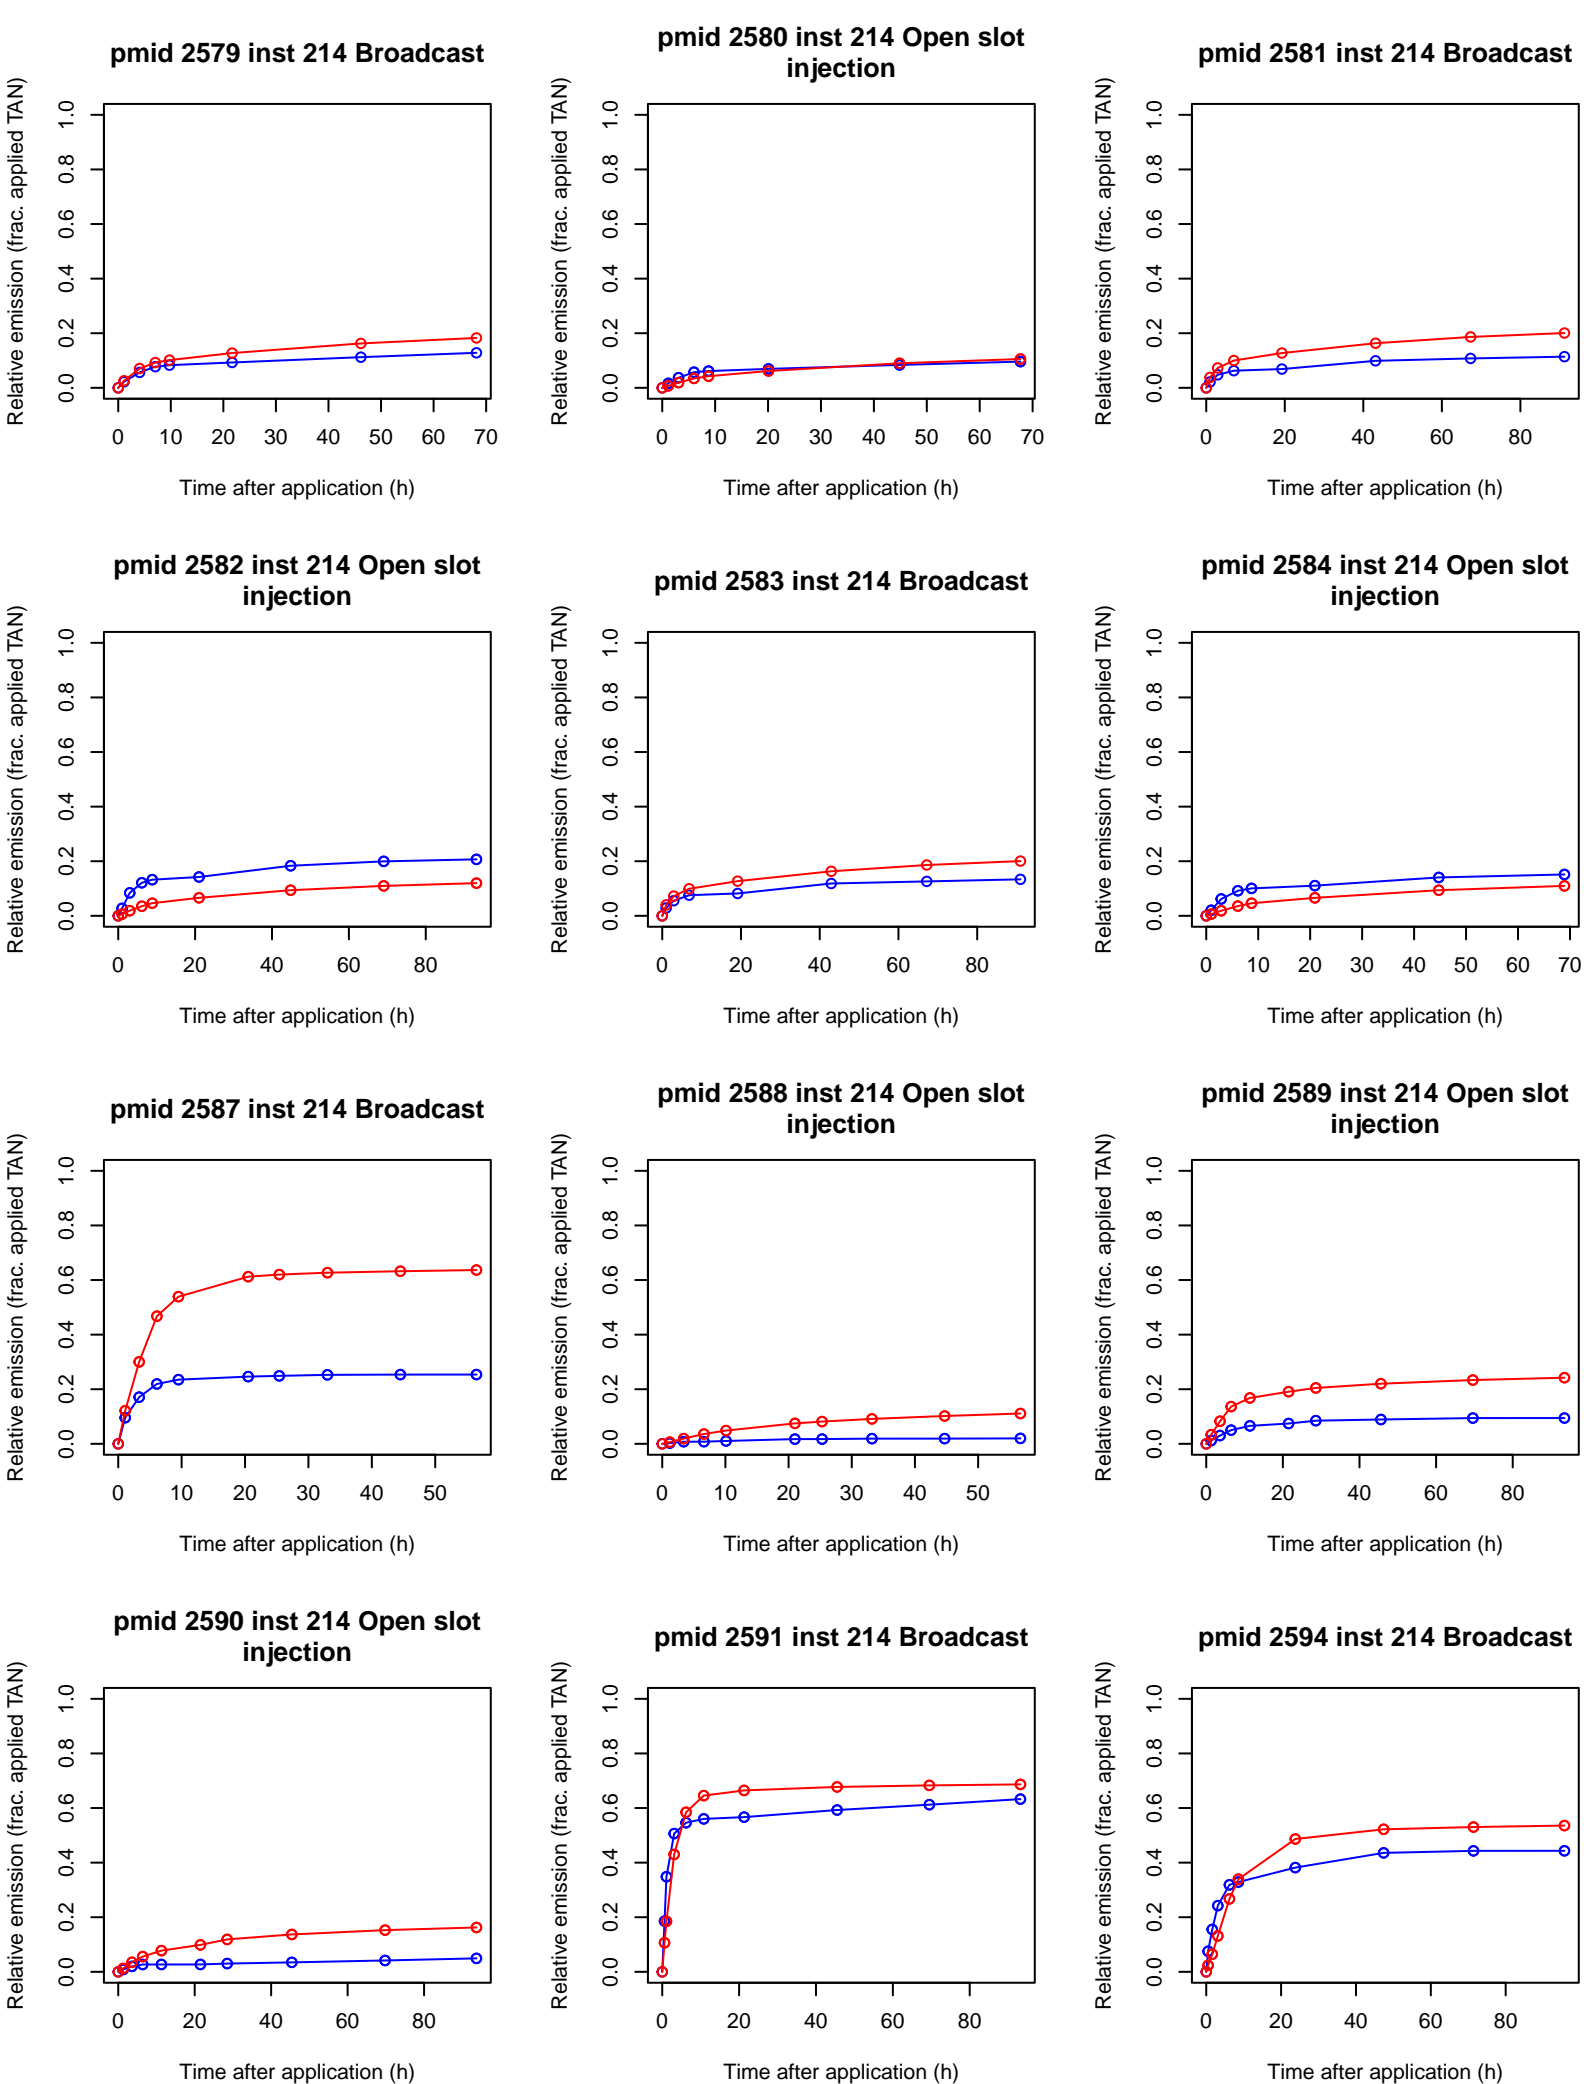 pmid 2579 inst 214 Broadcast
Relative emission (frac. applied TAN)
1.0
0.8
0.6
0.4
0.2
0.0
0 10 20 30 40 50 60 70
Time after application (h)
pmid 2580 inst 214 Open slot
injection
Relative emission (frac. applied TAN)
1.0
0.8
0.6
0.4
0.2
0.0
0 10 20 30 40 50 60 70
Time after application (h)
pmid 2581 inst 214 Broadcast
Relative emission (frac. applied TAN)
1.0
0.8
0.6
0.4
0.2
0.0
0 20 40 60 80
Time after application (h)
pmid 2582 inst 214 Open slot
injection
Relative emission (frac. applied TAN)
1.0
0.8
0.6
0.4
0.2
0.0
0 20 40 60 80
Time after application (h)
pmid 2583 inst 214 Broadcast
Relative emission (frac. applied TAN)
1.0
0.8
0.6
0.4
0.2
0.0
0 20 40 60 80
Time after application (h)
pmid 2584 inst 214 Open slot
injection
Relative emission (frac. applied TAN)
1.0
0.8
0.6
0.4
0.2
0.0
0 10 20 30 40 50 60 70
Time after application (h)
pmid 2587 inst 214 Broadcast
Relative emission (frac. applied TAN)
1.0
0.8
0.6
0.4
0.2
0.0
0 10 20 30 40 50
Time after application (h)
pmid 2588 inst 214 Open slot
injection
Relative emission (frac. applied TAN)
1.0
0.8
0.6
0.4
0.2
0.0
0 10 20 30 40 50
Time after application (h)
pmid 2589 inst 214 Open slot
injection
Relative emission (frac. applied TAN)
1.0
0.8
0.6
0.4
0.2
0.0
0 20 40 60 80
Time after application (h)
pmid 2590 inst 214 Open slot
injection
Relative emission (frac. applied TAN)
1.0
0.8
0.6
0.4
0.2
0.0
0 20 40 60 80
Time after application (h)
pmid 2591 inst 214 Broadcast
Relative emission (frac. applied TAN)
1.0
0.8
0.6
0.4
0.2
0.0
0 20 40 60 80
Time after application (h)
pmid 2594 inst 214 Broadcast
Relative emission (frac. applied TAN)
1.0
0.8
0.6
0.4
0.2
0.0
0 20 40 60 80
Time after application (h)